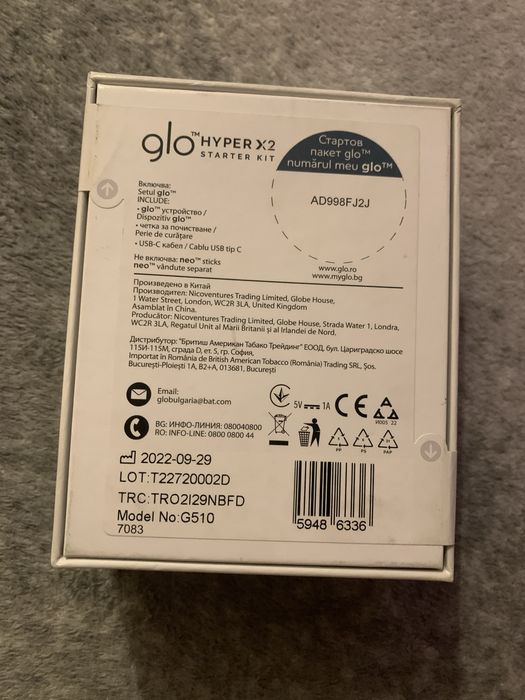 glo™ HYPER X2
STARTER KIT
Стартов
пакет glo™
numărul meu glo™
AD998FJ2J
www.glo.ro
www.myglo.bg
Включва:
Setul glo™
INCLUDE:
• glo™ устройство /
Dispozitiv glo™
• четка за почистване /
Perie de curățare
• USB-C кабел / Cablu USB tip C
Не включва: neo™ sticks
neo™ vândute separat
Произведено в Китай
Производител: Nicoventures Trading Limited, Globe House,
1 Water Street, London, WC2R 3LA, United Kingdom
Asamblat în China.
Producător: Nicoventures Trading Limited, Globe House, Strada Water 1, Londra,
WC2R 3LA, Regatul Unit al Marii Britanii și al Irlandei de Nord.
Дистрибутор: "Бритиш Американ Табако Трейдинг" ЕООД, бул. Цариградско шосе
115И-115М, сграда D, ет. 5, гр. София,
Importat în România de British American Tobacco (România) Trading SRL, Șos.
București-Ploiești 1A, B2+A, 013681, București
Email:
globulgaria@bat.com
BG: ИНФО-ЛИНИЯ: 080040800
RO: INFO-LINE: 0800 0800 44
5V 1A
CE
И005 22
PP
PS
PAP
2022-09-29
LOT:T22720002D
TRC:TRO2I29NBFD
Model No:G510
7083
5948 6336